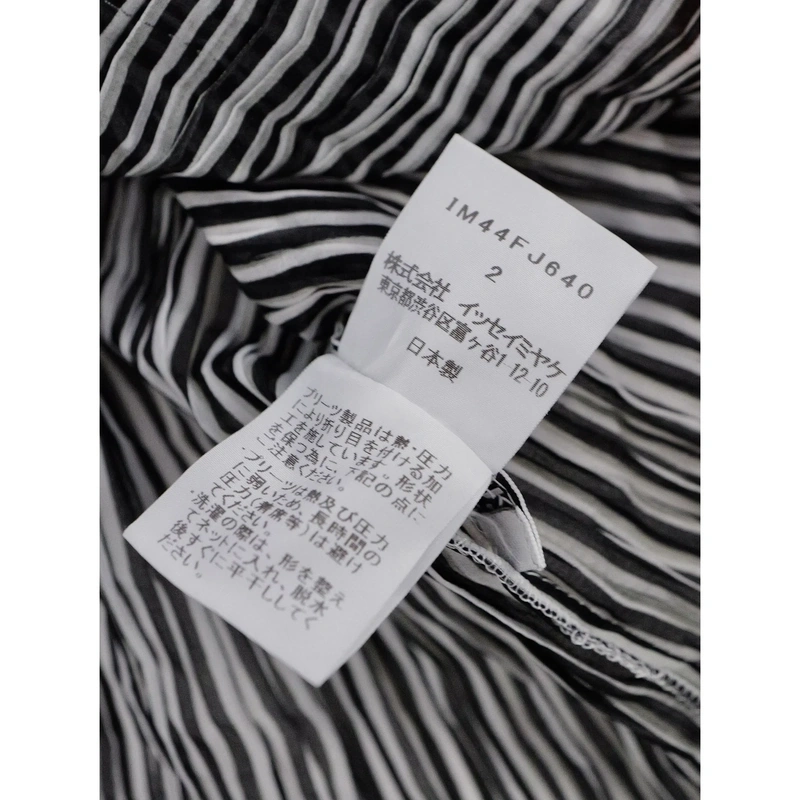 IM44FJ640
2
株式会社 イッセイミヤケ
東京都渋谷区富ケ谷1-12-10
日本製
プリーツ製品は熱・圧力
により折り目を付ける加
工を施しています。形状
を保つ為に、下記の点に
ご注意ください。
・プリーツは熱及び圧力
に弱いため、長時間の
圧力(着席等)は避け
てください。
・洗濯の際は、形を整え
てネットに入れ、脱水
後すぐに平干ししてく
ださい。